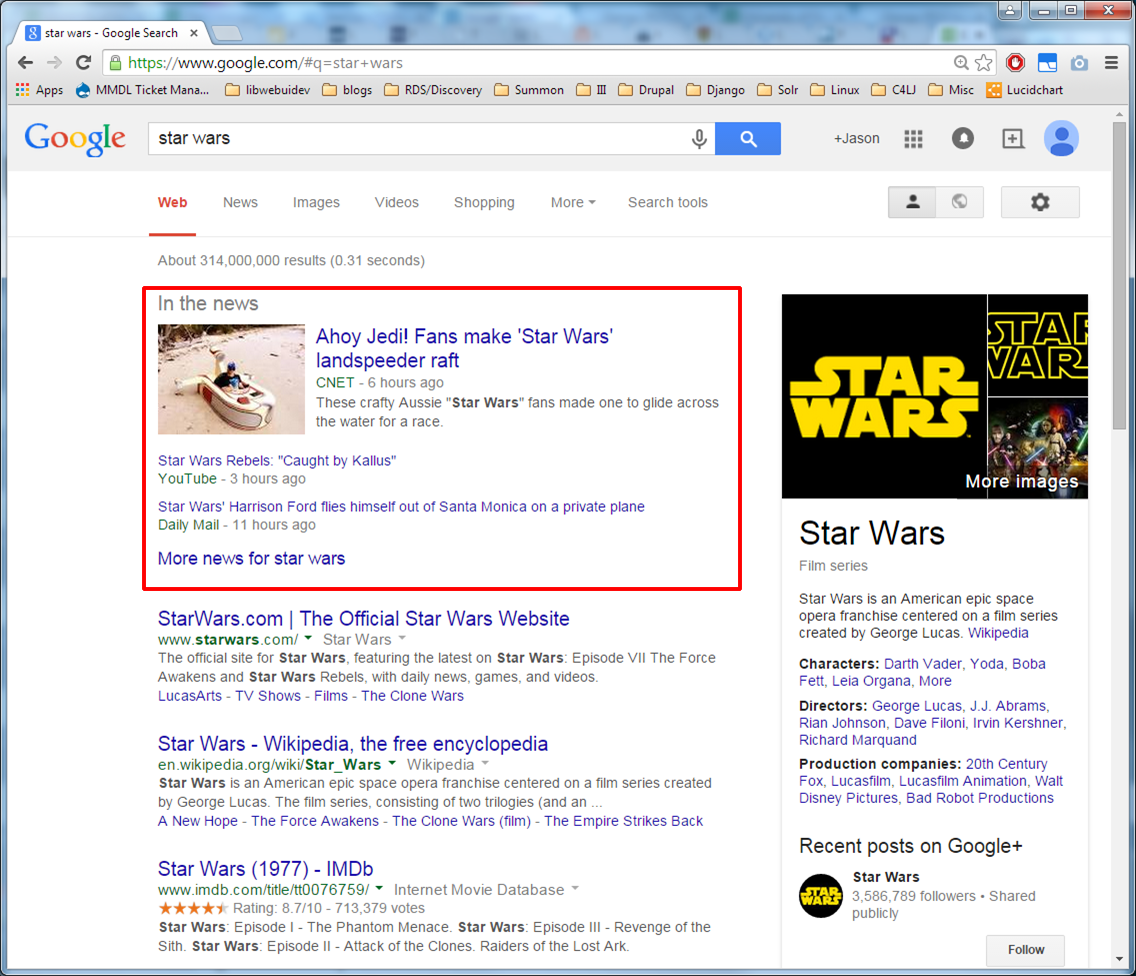 star wars - Google Search
https://www.google.com/#q=star+wars
Apps MMDL Ticket Mana... libwebuidev blogs RDS/Discovery Summon III Drupal Django Solr Linux C4LJ Misc Lucidchart
Google star wars +Jason
Web News Images Videos Shopping More Search tools
About 314,000,000 results (0.31 seconds)
In the news
Ahoy Jedi! Fans make 'Star Wars'
landspeeder raft
CNET - 6 hours ago
These crafty Aussie "Star Wars" fans made one to glide across
the water for a race.
Star Wars Rebels: "Caught by Kallus"
YouTube - 3 hours ago
Star Wars' Harrison Ford flies himself out of Santa Monica on a private plane
Daily Mail - 11 hours ago
More news for star wars
StarWars.com | The Official Star Wars Website
www.starwars.com/ Star Wars
The official site for Star Wars, featuring the latest on Star Wars: Episode VII The Force
Awakens and Star Wars Rebels, with daily news, games, and videos.
LucasArts - TV Shows - Films - The Clone Wars
Star Wars - Wikipedia, the free encyclopedia
en.wikipedia.org/wiki/Star_Wars Wikipedia
Star Wars is an American epic space opera franchise centered on a film series created
by George Lucas. The film series, consisting of two trilogies (and an ...
A New Hope - The Force Awakens - The Clone Wars (film) - The Empire Strikes Back
Star Wars (1977) - IMDb
www.imdb.com/title/tt0076759/ Internet Movie Database
Rating: 8.7/10 - 713,379 votes
Star Wars: Episode I - The Phantom Menace. Star Wars: Episode III - Revenge of the
Sith. Star Wars: Episode II - Attack of the Clones. Raiders of the Lost Ark.
STAR
WARS
STAR
WARS
More images
Star Wars
Film series
Star Wars is an American epic space
opera franchise centered on a film series
created by George Lucas. Wikipedia
Characters: Darth Vader, Yoda, Boba
Fett, Leia Organa, More
Directors: George Lucas, J.J. Abrams,
Rian Johnson, Dave Filoni, Irvin Kershner,
Richard Marquand
Production companies: 20th Century
Fox, Lucasfilm, Lucasfilm Animation, Walt
Disney Pictures, Bad Robot Productions
Recent posts on Google+
STAR
WARS
Star Wars
3,586,789 followers • Shared
publicly
Follow